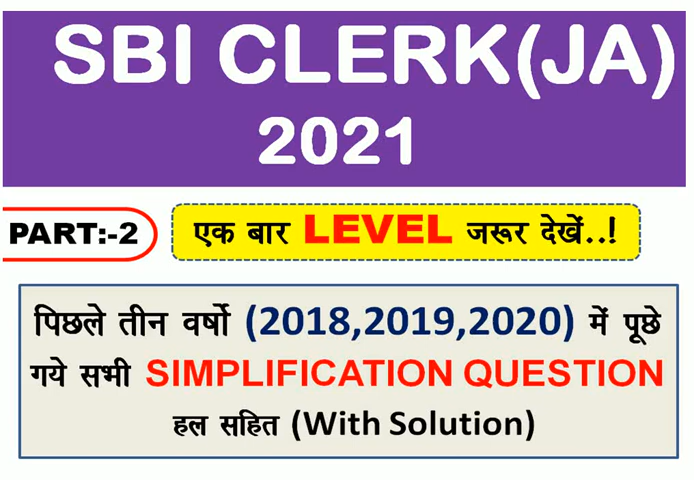 SBI CLERK(JA)
2021
PART:-2
एक बार LEVEL जरूर देखें..!
पिछले तीन वर्षो (2018,2019,2020) में पूछे
गये सभी SIMPLIFICATION QUESTION
हल सहित (With Solution)